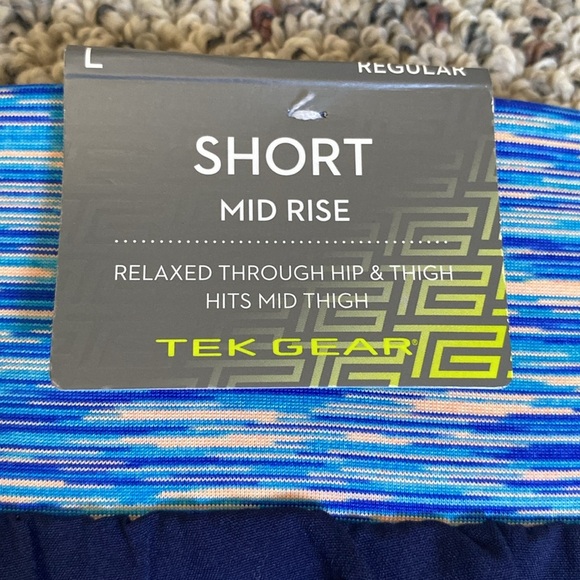 L REGULAR
SHORT
MID RISE
RELAXED THROUGH HIP & THIGH
HITS MID THIGH
TEK GEAR®